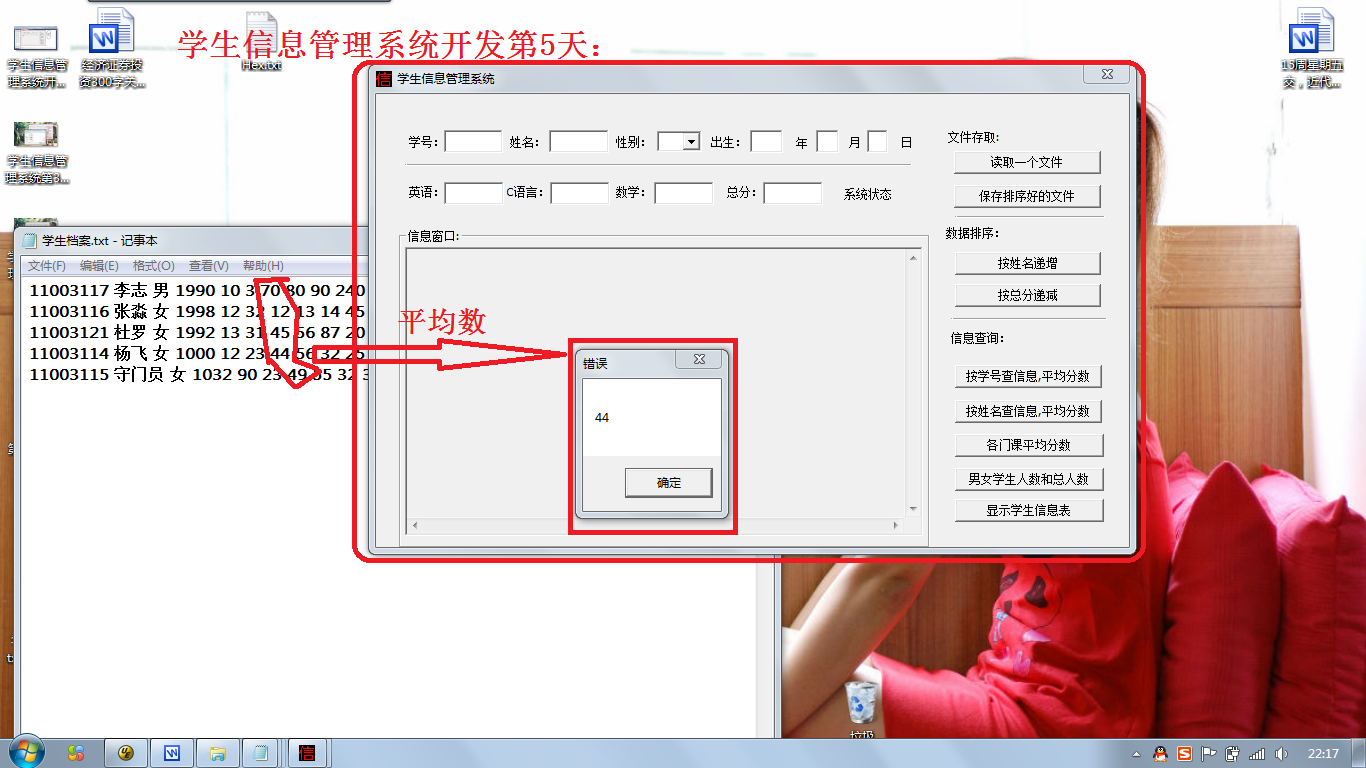 学生信息管理系统开发第5天:
学生信息管
理系统开...
经济证券投
资800字关...
Hex.txt
15周星期五
交，近代...
学生信息管
理系统第3...
学生信息管理系统
学号: 姓名: 性别: 出生: 年 月 日
英语: C语言: 数学: 总分: 系统状态
信息窗口:
文件存取:
读取一个文件
保存排序好的文件
数据排序:
按姓名递增
按总分递减
信息查询:
按学号查信息,平均分数
按姓名查信息,平均分数
各门课平均分数
男女学生人数和总人数
显示学生信息表
学生档案.txt - 记事本
文件(F) 编辑(E) 格式(O) 查看(V) 帮助(H)
11003117 李志 男 1990 10 3 70 80 90 240
11003116 张淼 女 1998 12 32 12 13 14 45
11003121 杜罗 女 1992 13 31 45 56 87 20
11003114 杨飞 女 1000 12 23 44 56 32 25
11003115 守门员 女 1032 90 23 49 55 32 3
平均数
错误
44
确定
垃圾
22:17